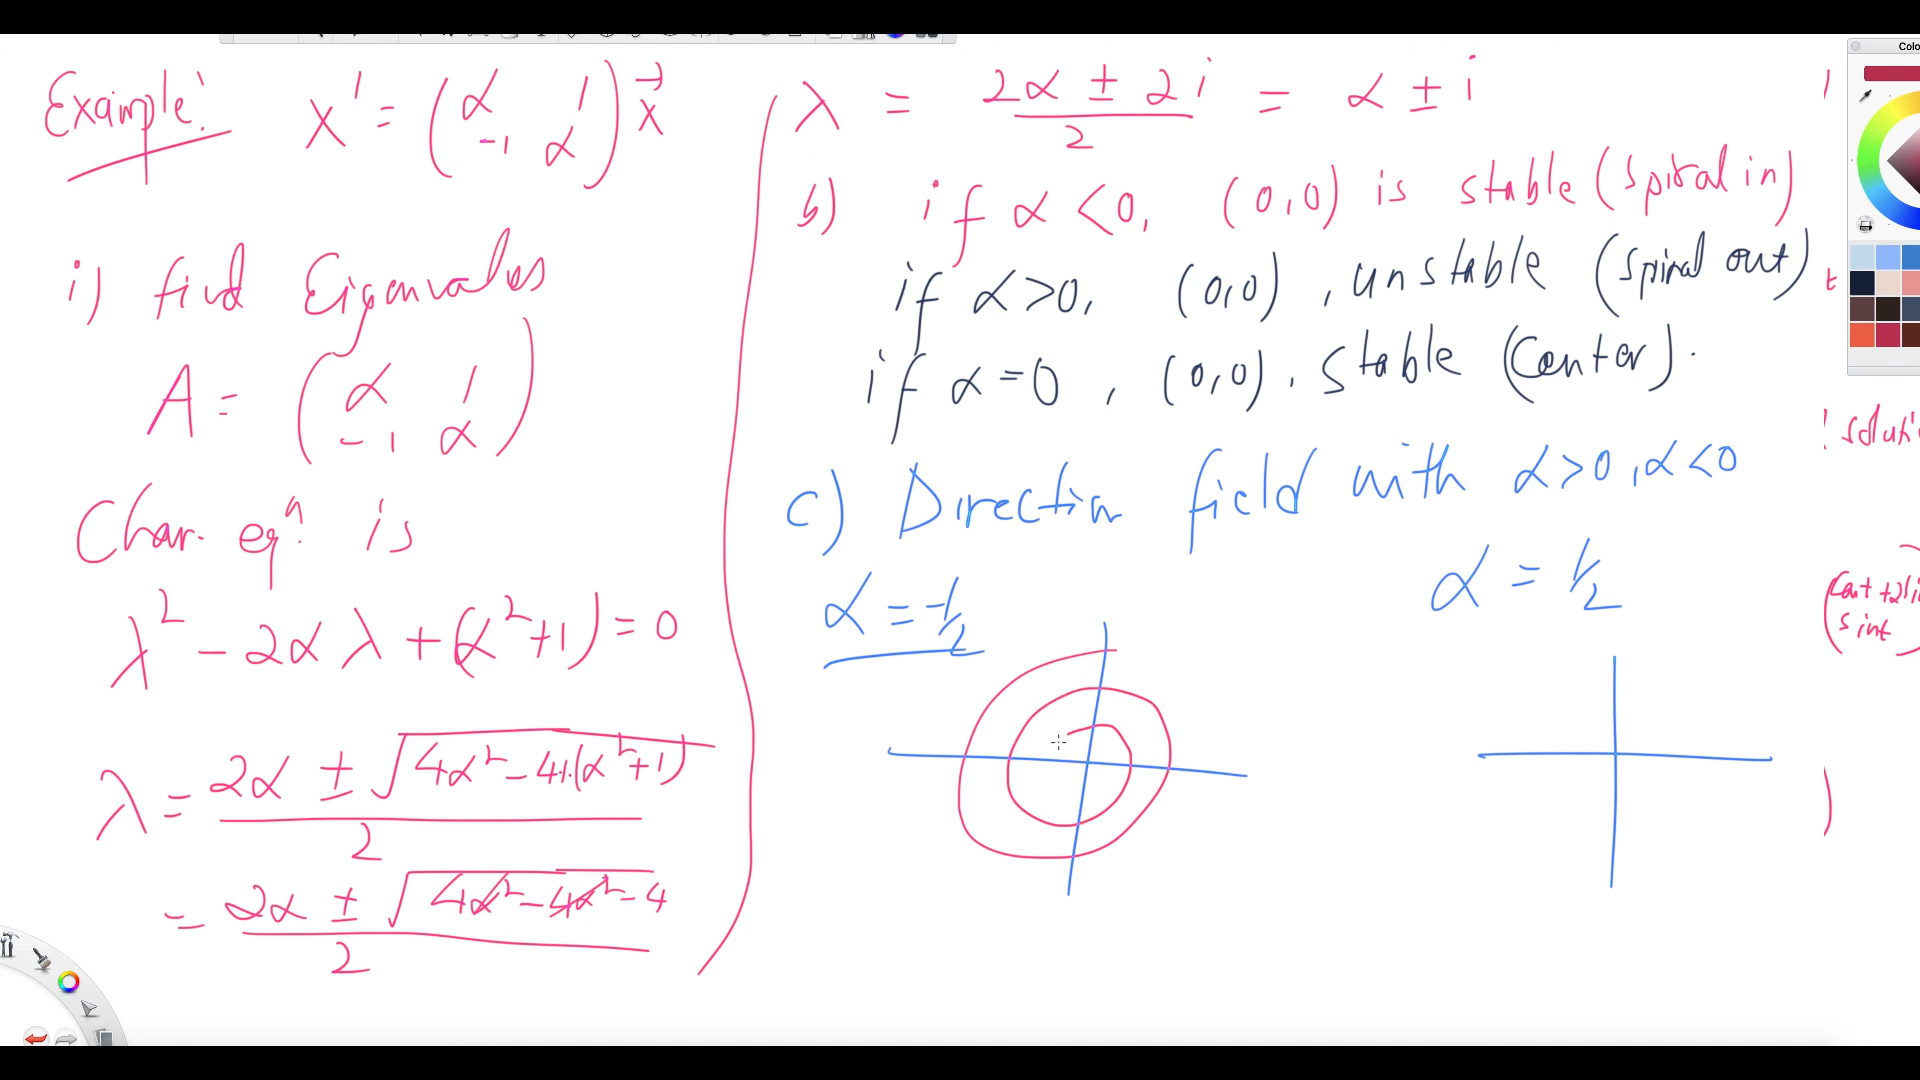 Example: X' = (α 1
-1 α) x⃗
i) find Eigenvalues
A = (α 1
-1 α)
Char. eqⁿ is
λ² - 2αλ + (α²+1) = 0
λ = 2α ± √4α² - 4.1.(α²+1)
2
= 2α ± √4α² - 4α² - 4
2
λ = 2α ± 2i = α ± i
2
b) if α < 0, (0,0) is stable (spiral in)
if α > 0, (0,0), unstable (spiral out)
if α = 0, (0,0). stable (Center).
c) Direction field with α > 0, α < 0
α = -1/2
α = 1/2
Colo
t
! soluti
sint